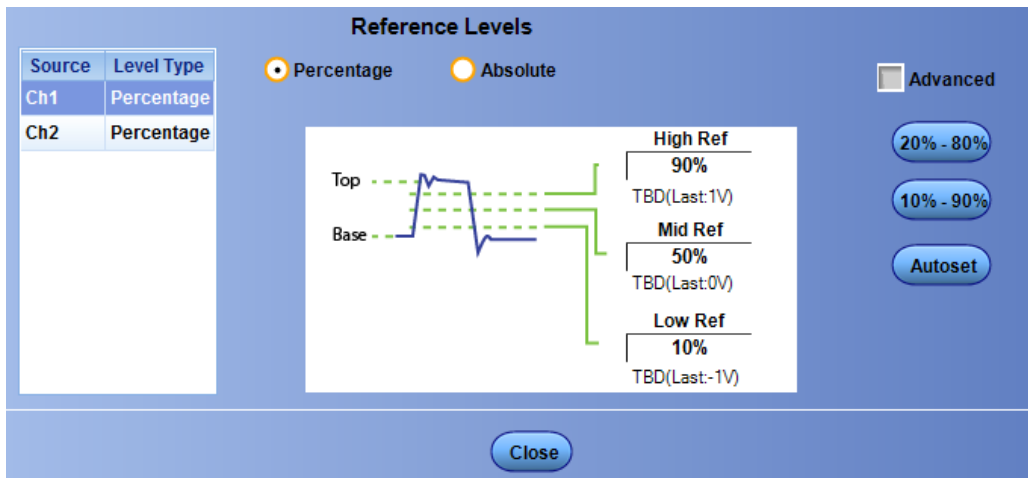 Reference Levels
Source Level Type
Ch1 Percentage
Ch2 Percentage
Percentage Absolute
Advanced
20% - 80%
10% - 90%
Autoset
Top
Base
High Ref
90%
TBD(Last:1V)
Mid Ref
50%
TBD(Last:0V)
Low Ref
10%
TBD(Last:-1V)
Close